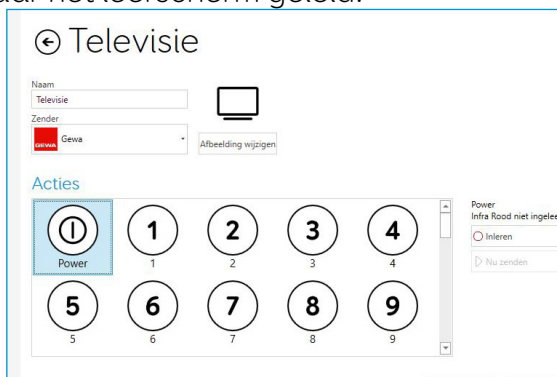 Televisie
Naam
Televisie
Zender
GEWA Gewa
Afbeelding wijzigen
Acties
Power
Infra Rood niet ingelee
Inleren
Nu zenden
1 2 3 4
Power 1 2 3 4
5 6 7 8 9
5 6 7 8 9